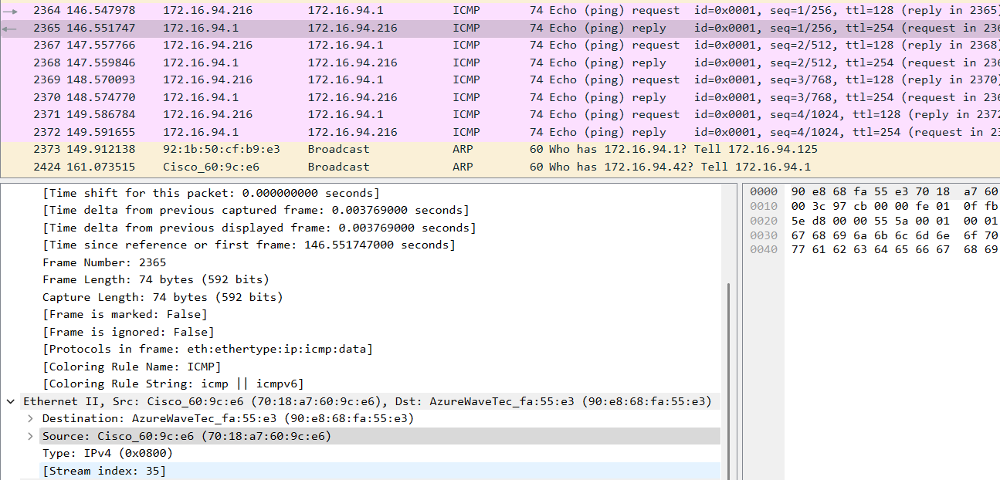 2364 146.547978 172.16.94.216 172.16.94.1 ICMP 74 Echo (ping) request id=0x0001, seq=1/256, ttl=128 (reply in 2365)
2365 146.551747 172.16.94.1 172.16.94.216 ICMP 74 Echo (ping) reply id=0x0001, seq=1/256, ttl=254 (request in 236
2367 147.557766 172.16.94.216 172.16.94.1 ICMP 74 Echo (ping) request id=0x0001, seq=2/512, ttl=128 (reply in 2368)
2368 147.559846 172.16.94.1 172.16.94.216 ICMP 74 Echo (ping) reply id=0x0001, seq=2/512, ttl=254 (request in 236
2369 148.570093 172.16.94.216 172.16.94.1 ICMP 74 Echo (ping) request id=0x0001, seq=3/768, ttl=128 (reply in 2370)
2370 148.574770 172.16.94.1 172.16.94.216 ICMP 74 Echo (ping) reply id=0x0001, seq=3/768, ttl=254 (request in 236
2371 149.586784 172.16.94.216 172.16.94.1 ICMP 74 Echo (ping) request id=0x0001, seq=4/1024, ttl=128 (reply in 2372
2372 149.591655 172.16.94.1 172.16.94.216 ICMP 74 Echo (ping) reply id=0x0001, seq=4/1024, ttl=254 (request in 23
2373 149.912138 92:1b:50:cf:b9:e3 Broadcast ARP 60 Who has 172.16.94.1? Tell 172.16.94.125
2424 161.073515 Cisco_60:9c:e6 Broadcast ARP 60 Who has 172.16.94.42? Tell 172.16.94.1
[Time shift for this packet: 0.000000000 seconds]
[Time delta from previous captured frame: 0.003769000 seconds]
[Time delta from previous displayed frame: 0.003769000 seconds]
[Time since reference or first frame: 146.551747000 seconds]
Frame Number: 2365
Frame Length: 74 bytes (592 bits)
Capture Length: 74 bytes (592 bits)
[Frame is marked: False]
[Frame is ignored: False]
[Protocols in frame: eth:ethertype:ip:icmp:data]
[Coloring Rule Name: ICMP]
[Coloring Rule String: icmp || icmpv6]
Ethernet II, Src: Cisco_60:9c:e6 (70:18:a7:60:9c:e6), Dst: AzureWaveTec_fa:55:e3 (90:e8:68:fa:55:e3)
Destination: AzureWaveTec_fa:55:e3 (90:e8:68:fa:55:e3)
Source: Cisco_60:9c:e6 (70:18:a7:60:9c:e6)
Type: IPv4 (0x0800)
[Stream index: 35]
0000 90 e8 68 fa 55 e3 70 18 a7 60
0010 00 3c 97 cb 00 00 fe 01 0f fb
0020 5e d8 00 00 55 5a 00 01 00 01
0030 67 68 69 6a 6b 6c 6d 6e 6f 70
0040 77 61 62 63 64 65 66 67 68 69